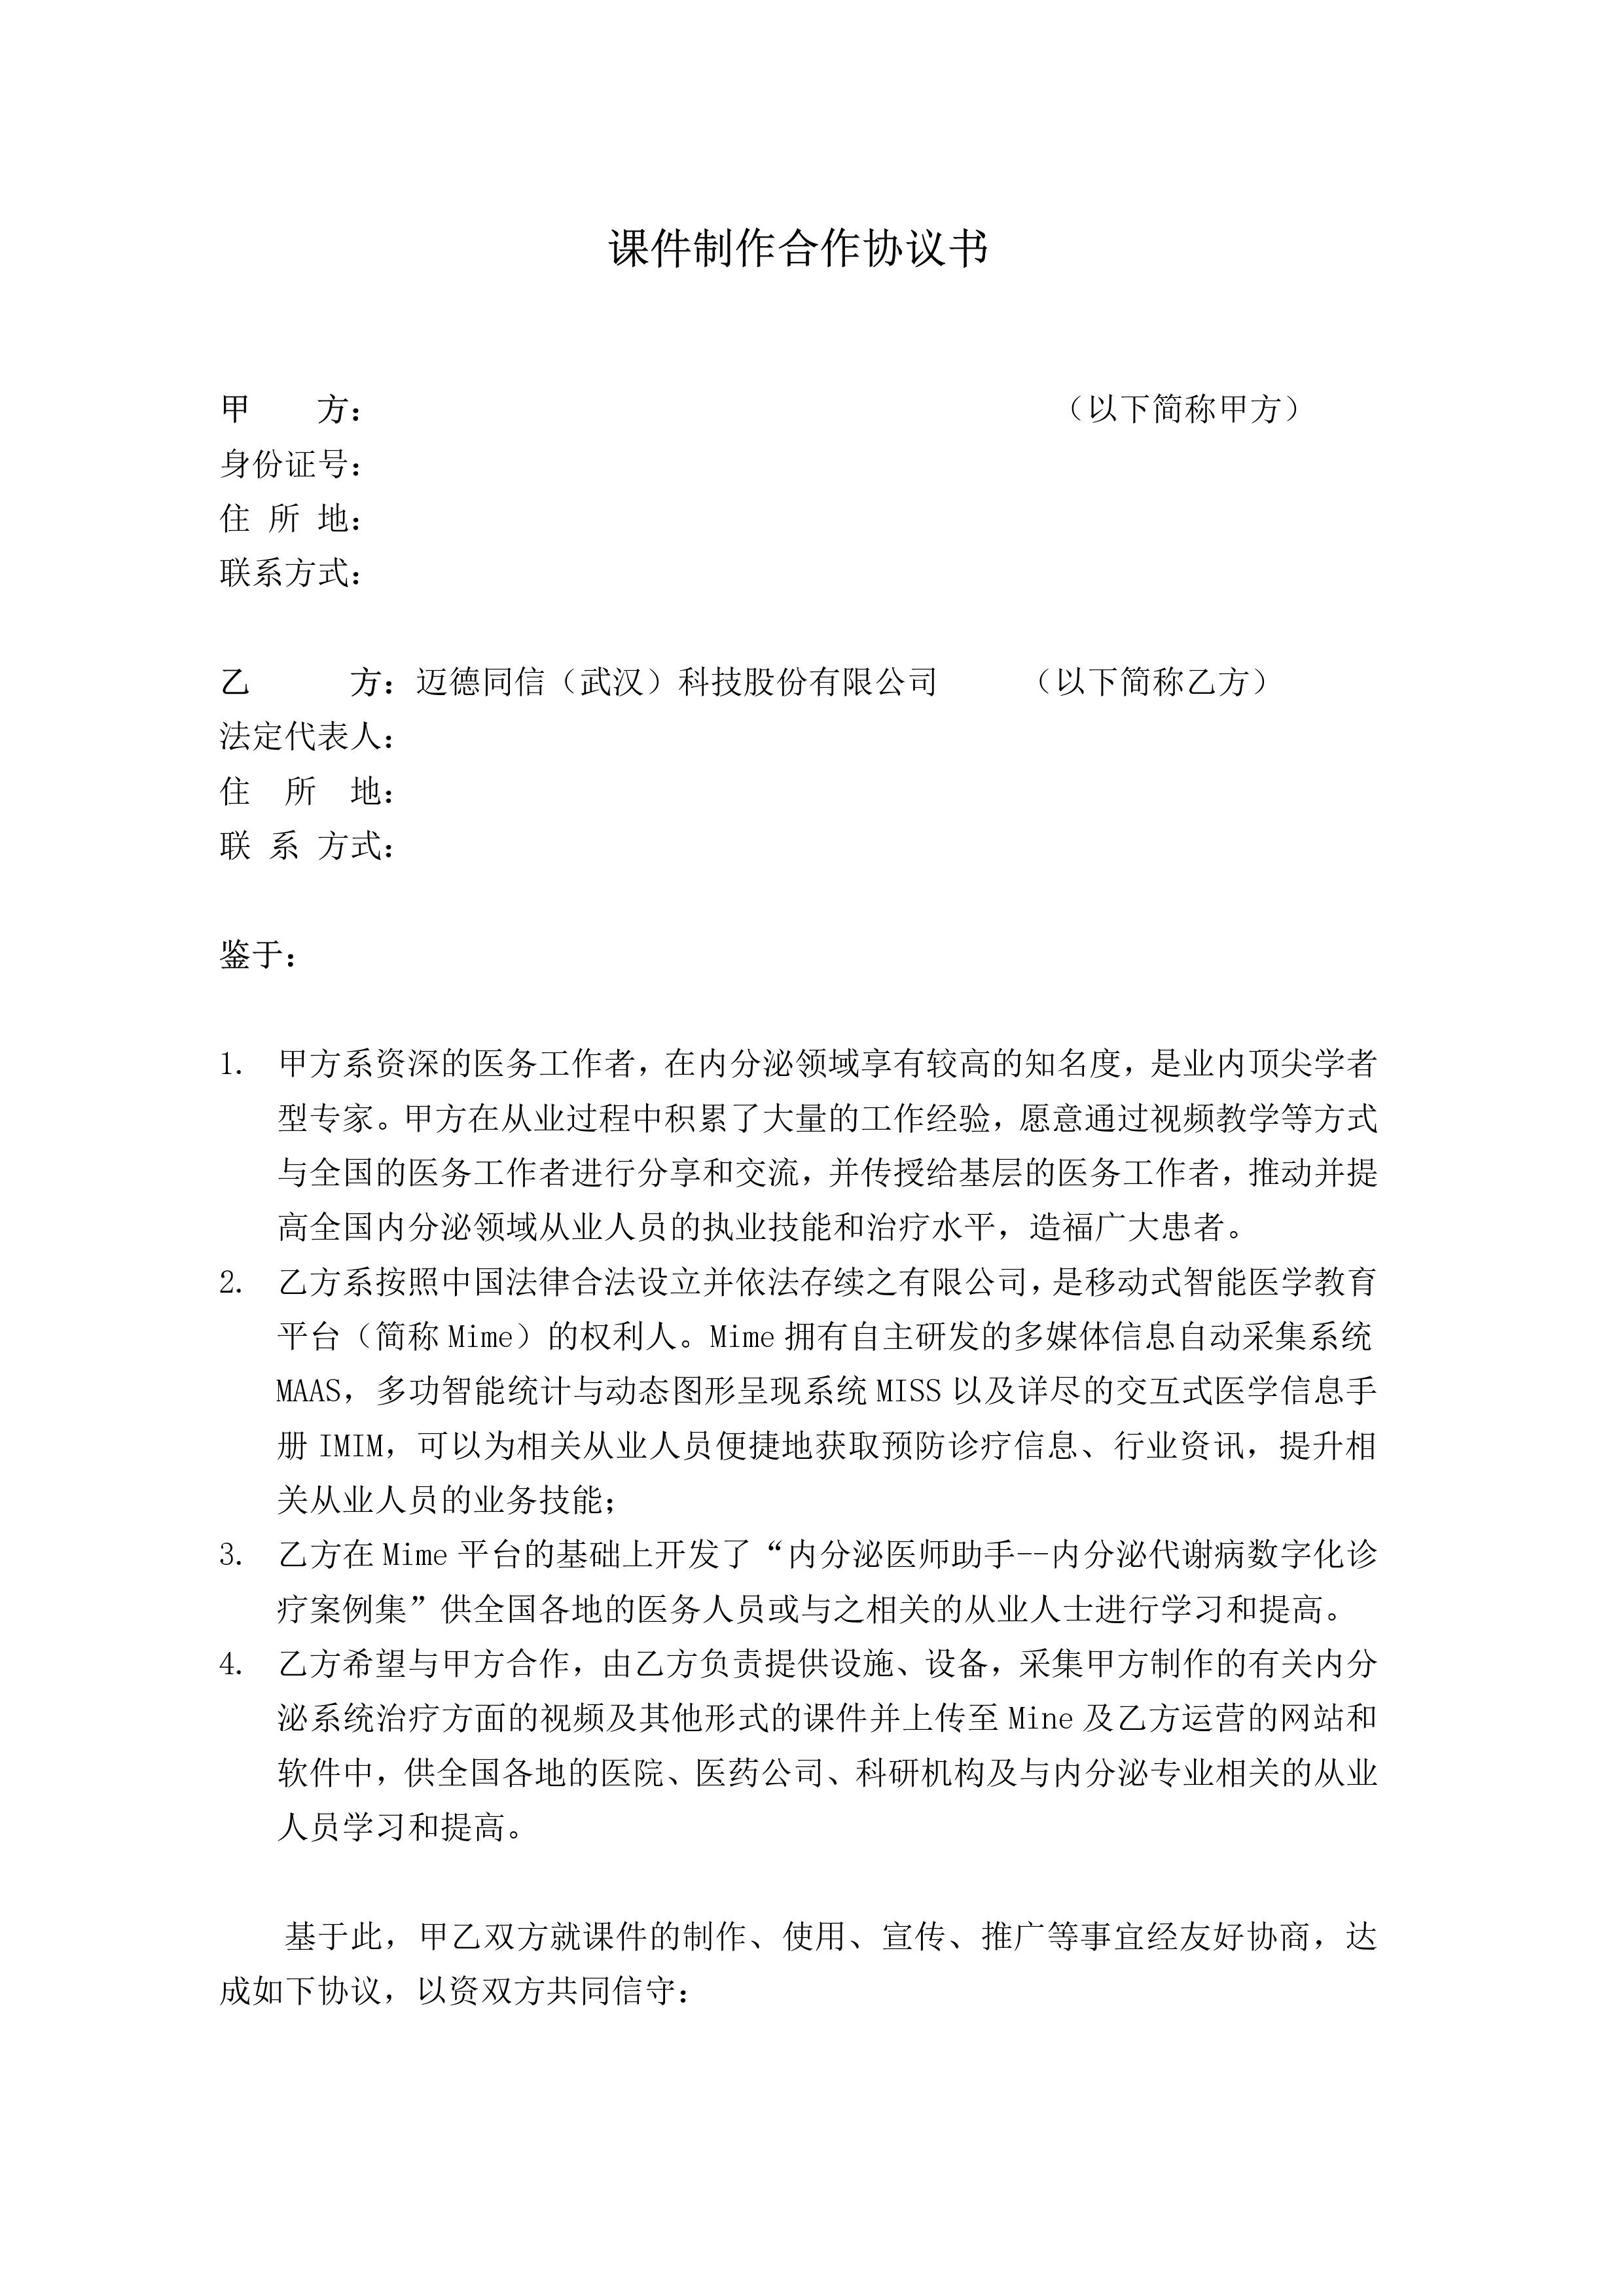 课件制作合作协议书
甲　　方：　　　　　　　　　　　　　　　　　　　　　（以下简称甲方）
身份证号：
住 所 地：
联系方式：
乙　　　方：迈德同信（武汉）科技股份有限公司　　　（以下简称乙方）
法定代表人：
住　所　地：
联 系 方式：
鉴于：
1. 甲方系资深的医务工作者，在内分泌领域享有较高的知名度，是业内顶尖学者
型专家。甲方在从业过程中积累了大量的工作经验，愿意通过视频教学等方式
与全国的医务工作者进行分享和交流，并传授给基层的医务工作者，推动并提
高全国内分泌领域从业人员的执业技能和治疗水平，造福广大患者。
2. 乙方系按照中国法律合法设立并依法存续之有限公司，是移动式智能医学教育
平台（简称 Mime）的权利人。Mime 拥有自主研发的多媒体信息自动采集系统
MAAS，多功智能统计与动态图形呈现系统 MISS 以及详尽的交互式医学信息手
册 IMIM，可以为相关从业人员便捷地获取预防诊疗信息、行业资讯，提升相
关从业人员的业务技能；
3. 乙方在 Mime 平台的基础上开发了“内分泌医师助手--内分泌代谢病数字化诊
疗案例集”供全国各地的医务人员或与之相关的从业人士进行学习和提高。
4. 乙方希望与甲方合作，由乙方负责提供设施、设备，采集甲方制作的有关内分
泌系统治疗方面的视频及其他形式的课件并上传至 Mine 及乙方运营的网站和
软件中，供全国各地的医院、医药公司、科研机构及与内分泌专业相关的从业
人员学习和提高。
基于此，甲乙双方就课件的制作、使用、宣传、推广等事宜经友好协商，达
成如下协议，以资双方共同信守：